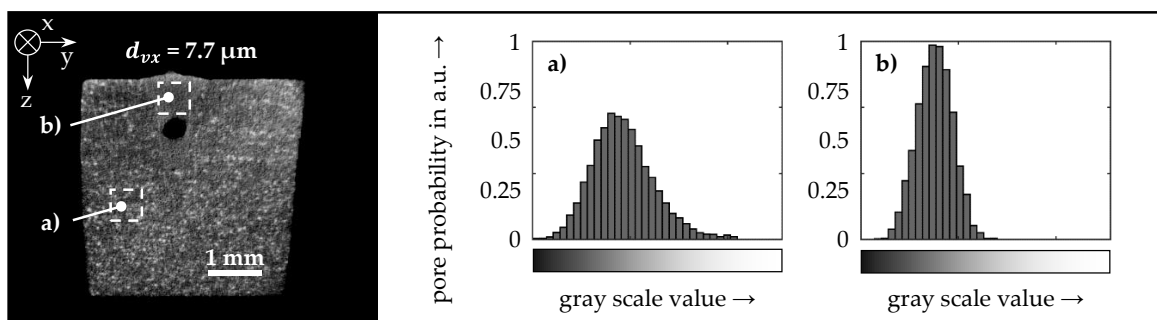 x
y
z
d_vx = 7.7 µm
b)
a)
1 mm
pore probability in a.u. →
a)
1
0.75
0.5
0.25
0
gray scale value →
b)
1
0.75
0.5
0.25
0
gray scale value →